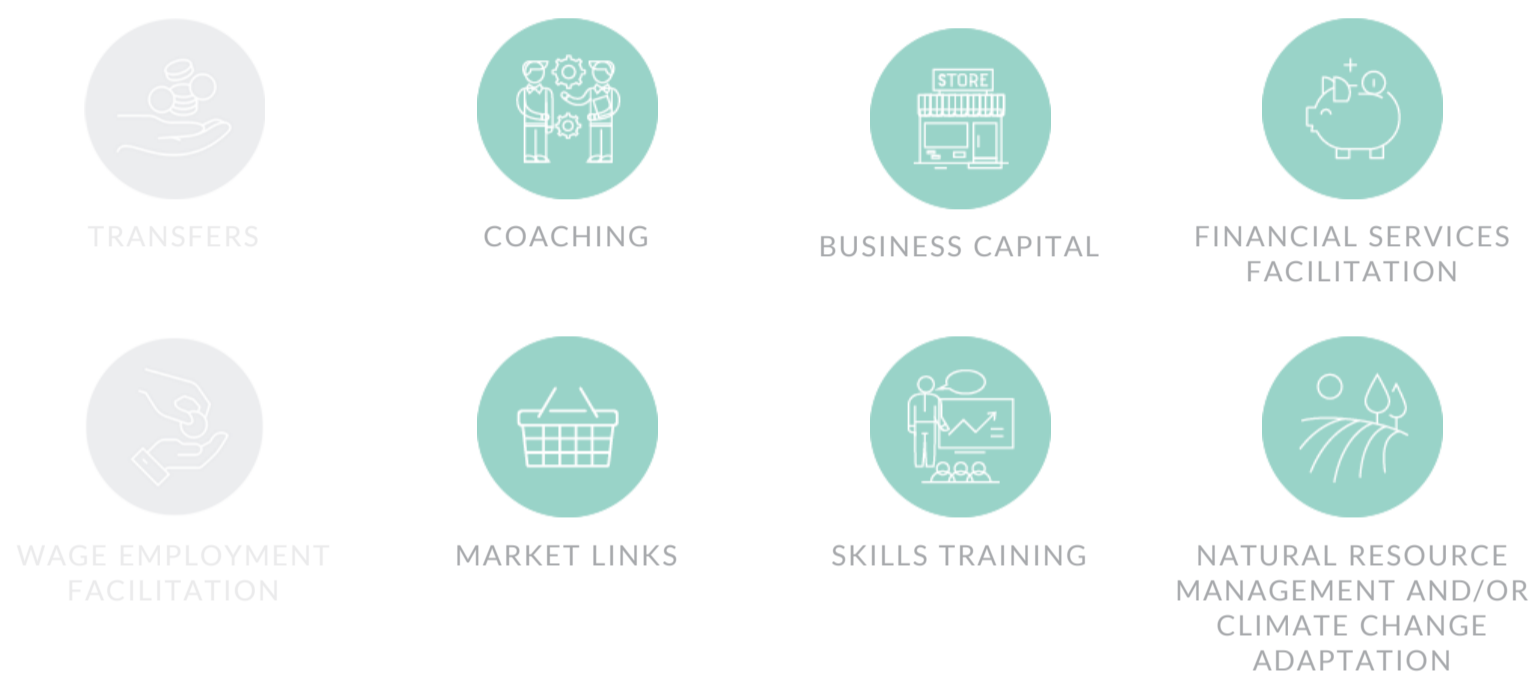 TRANSFERS
COACHING
STORE
BUSINESS CAPITAL
FINANCIAL SERVICES
FACILITATION
WAGE EMPLOYMENT
FACILITATION
MARKET LINKS
SKILLS TRAINING
NATURAL RESOURCE
MANAGEMENT AND/OR
CLIMATE CHANGE
ADAPTATION